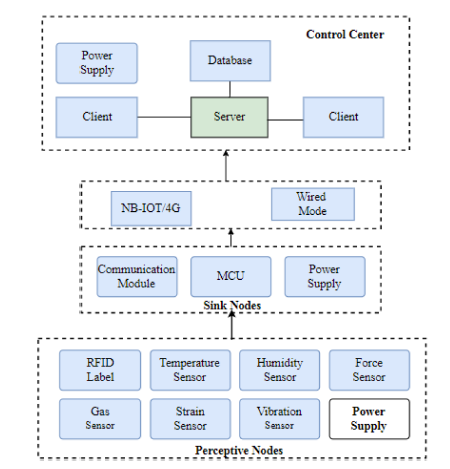 Control Center
Power
Supply
Database
Client
Server
Client
NB-IOT/4G
Wired
Mode
Communication
Module
MCU
Power
Supply
Sink Nodes
RFID
Label
Temperature
Sensor
Humidity
Sensor
Force
Sensor
Gas
Sensor
Strain
Sensor
Vibration
Sensor
Power
Supply
Perceptive Nodes